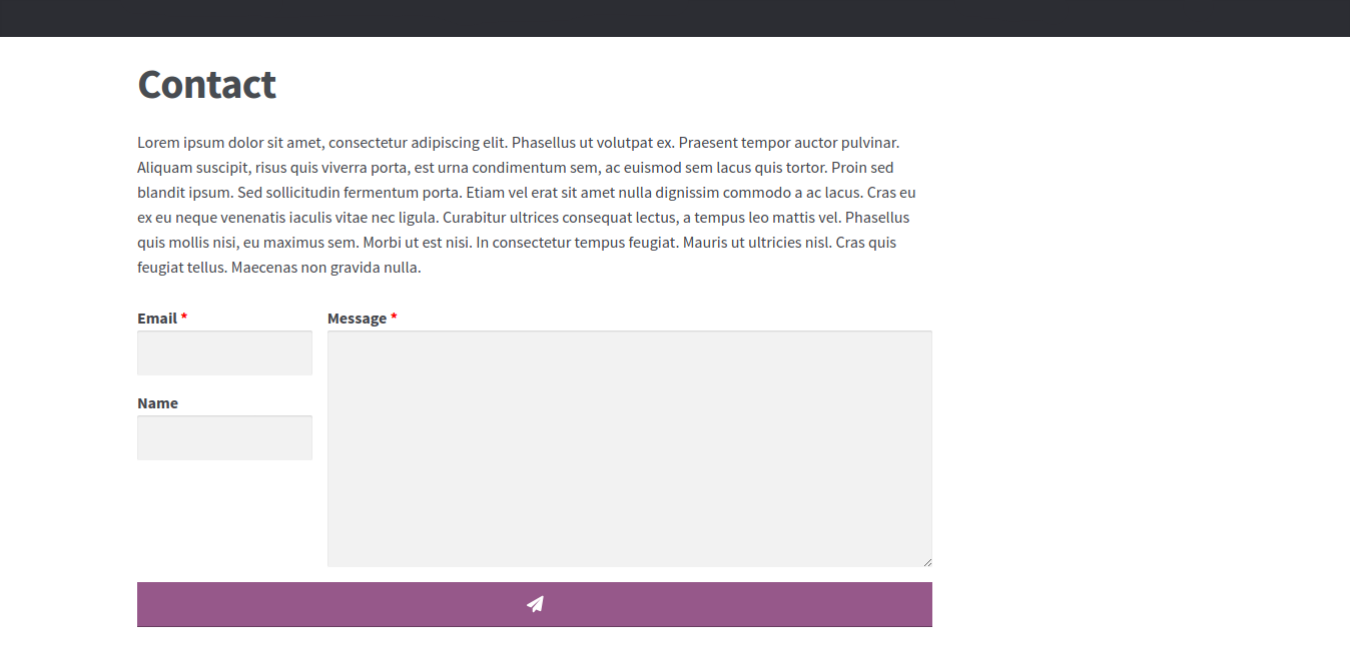 Contact
Lorem ipsum dolor sit amet, consectetur adipiscing elit. Phasellus ut volutpat ex. Praesent tempor auctor pulvinar.
Aliquam suscipit, risus quis viverra porta, est urna condimentum sem, ac euismod sem lacus quis tortor. Proin sed
blandit ipsum. Sed sollicitudin fermentum porta. Etiam vel erat sit amet nulla dignissim commodo a ac lacus. Cras eu
ex eu neque venenatis iaculis vitae nec ligula. Curabitur ultrices consequat lectus, a tempus leo mattis vel. Phasellus
quis mollis nisi, eu maximus sem. Morbi ut est nisi. In consectetur tempus feugiat. Mauris ut ultricies nisl. Cras quis
feugiat tellus. Maecenas non gravida nulla.
Email *
Message *
Name